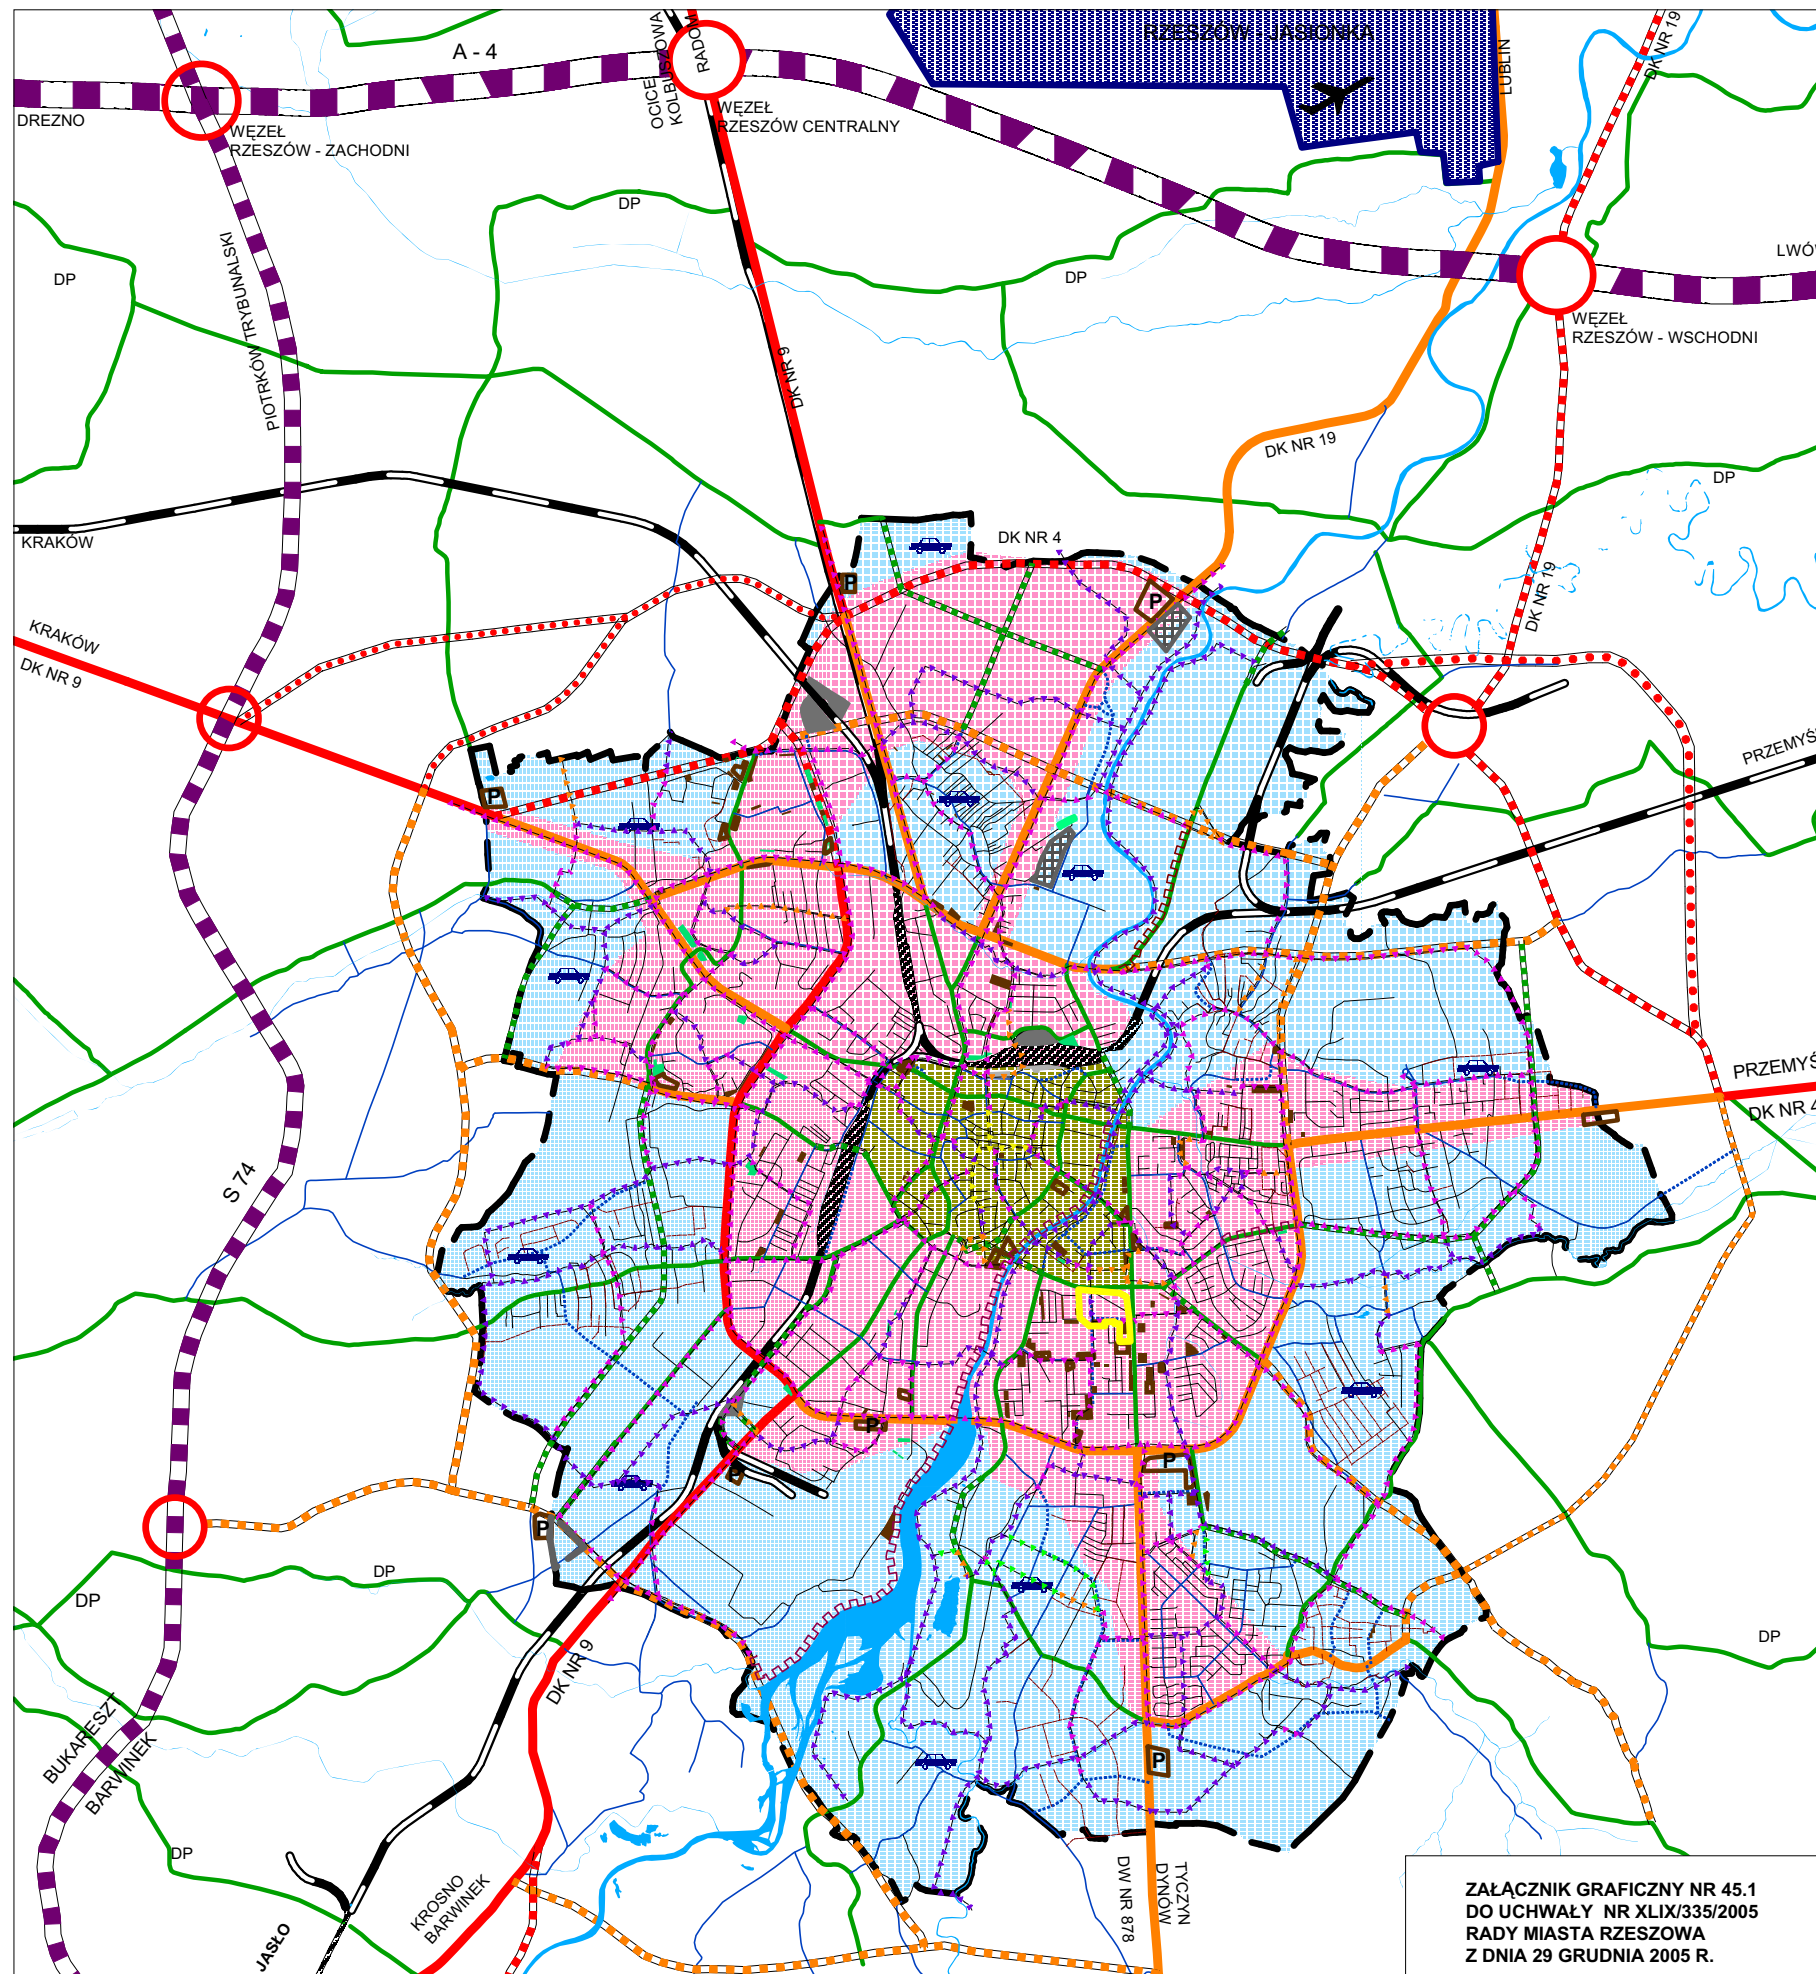 RZESZÓW - JASIONKA
A - 4
OCICE
KOLBUSZOWA
RADOM
LUBLIN
DK NR 19
DREZNO
WĘZEŁ
RZESZÓW - ZACHODNI
WĘZEŁ
RZESZÓW CENTRALNY
DP
DP
DP
PIOTRKÓW TRYBUNALSKI
WĘZEŁ
RZESZÓW - WSCHODNI
DK NR 9
DK NR 19
DP
KRAKÓW
DK NR 4
P
P
DK NR 19
KRAKÓW
DK NR 9
P
DK NR 4
S 74
P
P
P
P
DP
DP
DP
DK NR 9
BUKARESZT
BARWINEK
P
DP
KROSNO
BARWINEK
JASŁO
DW NR 878
TYCZYN
DYNÓW
ZAŁĄCZNIK GRAFICZNY NR 45.1
DO UCHWAŁY NR XLIX/335/2005
RADY MIASTA RZESZOWA
Z DNIA 29 GRUDNIA 2005 R.